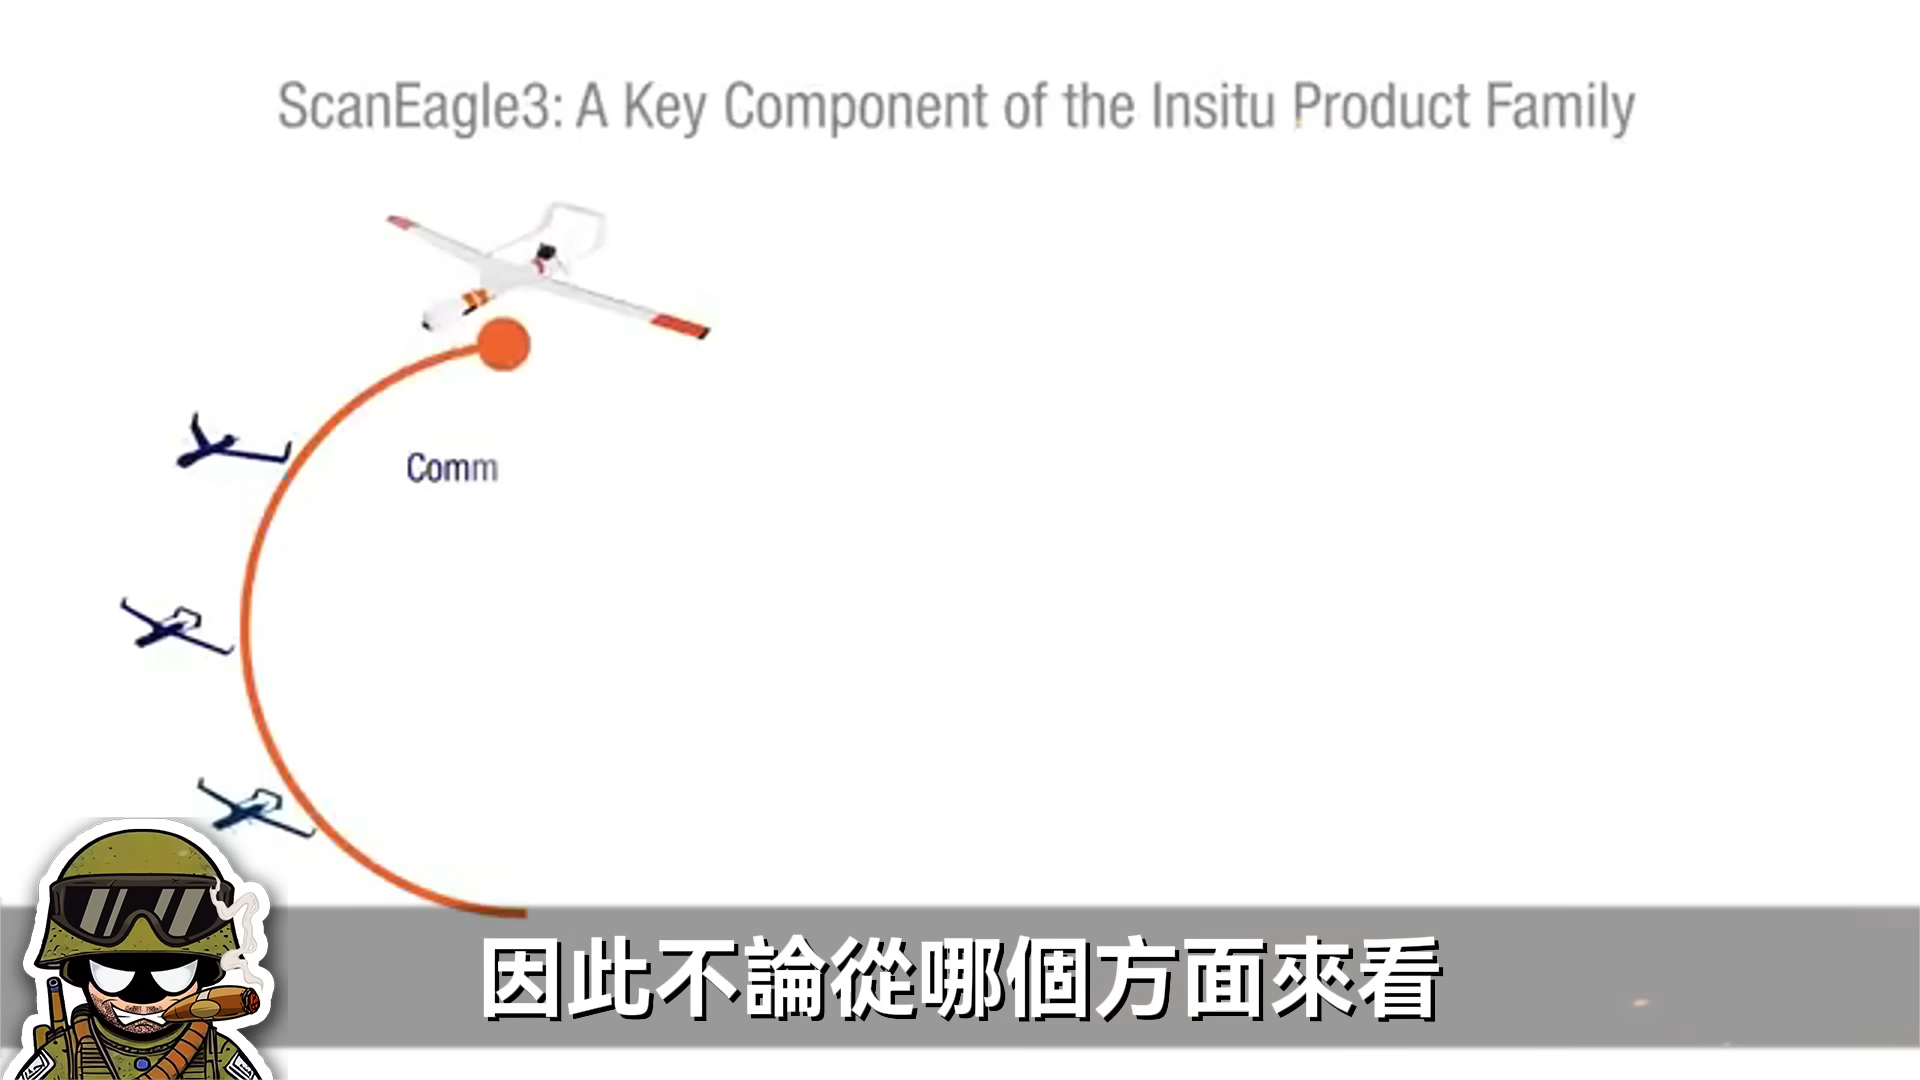 ScanEagle3: A Key Component of the Insitu Product Family
Comm
因此不論從哪個方面來看